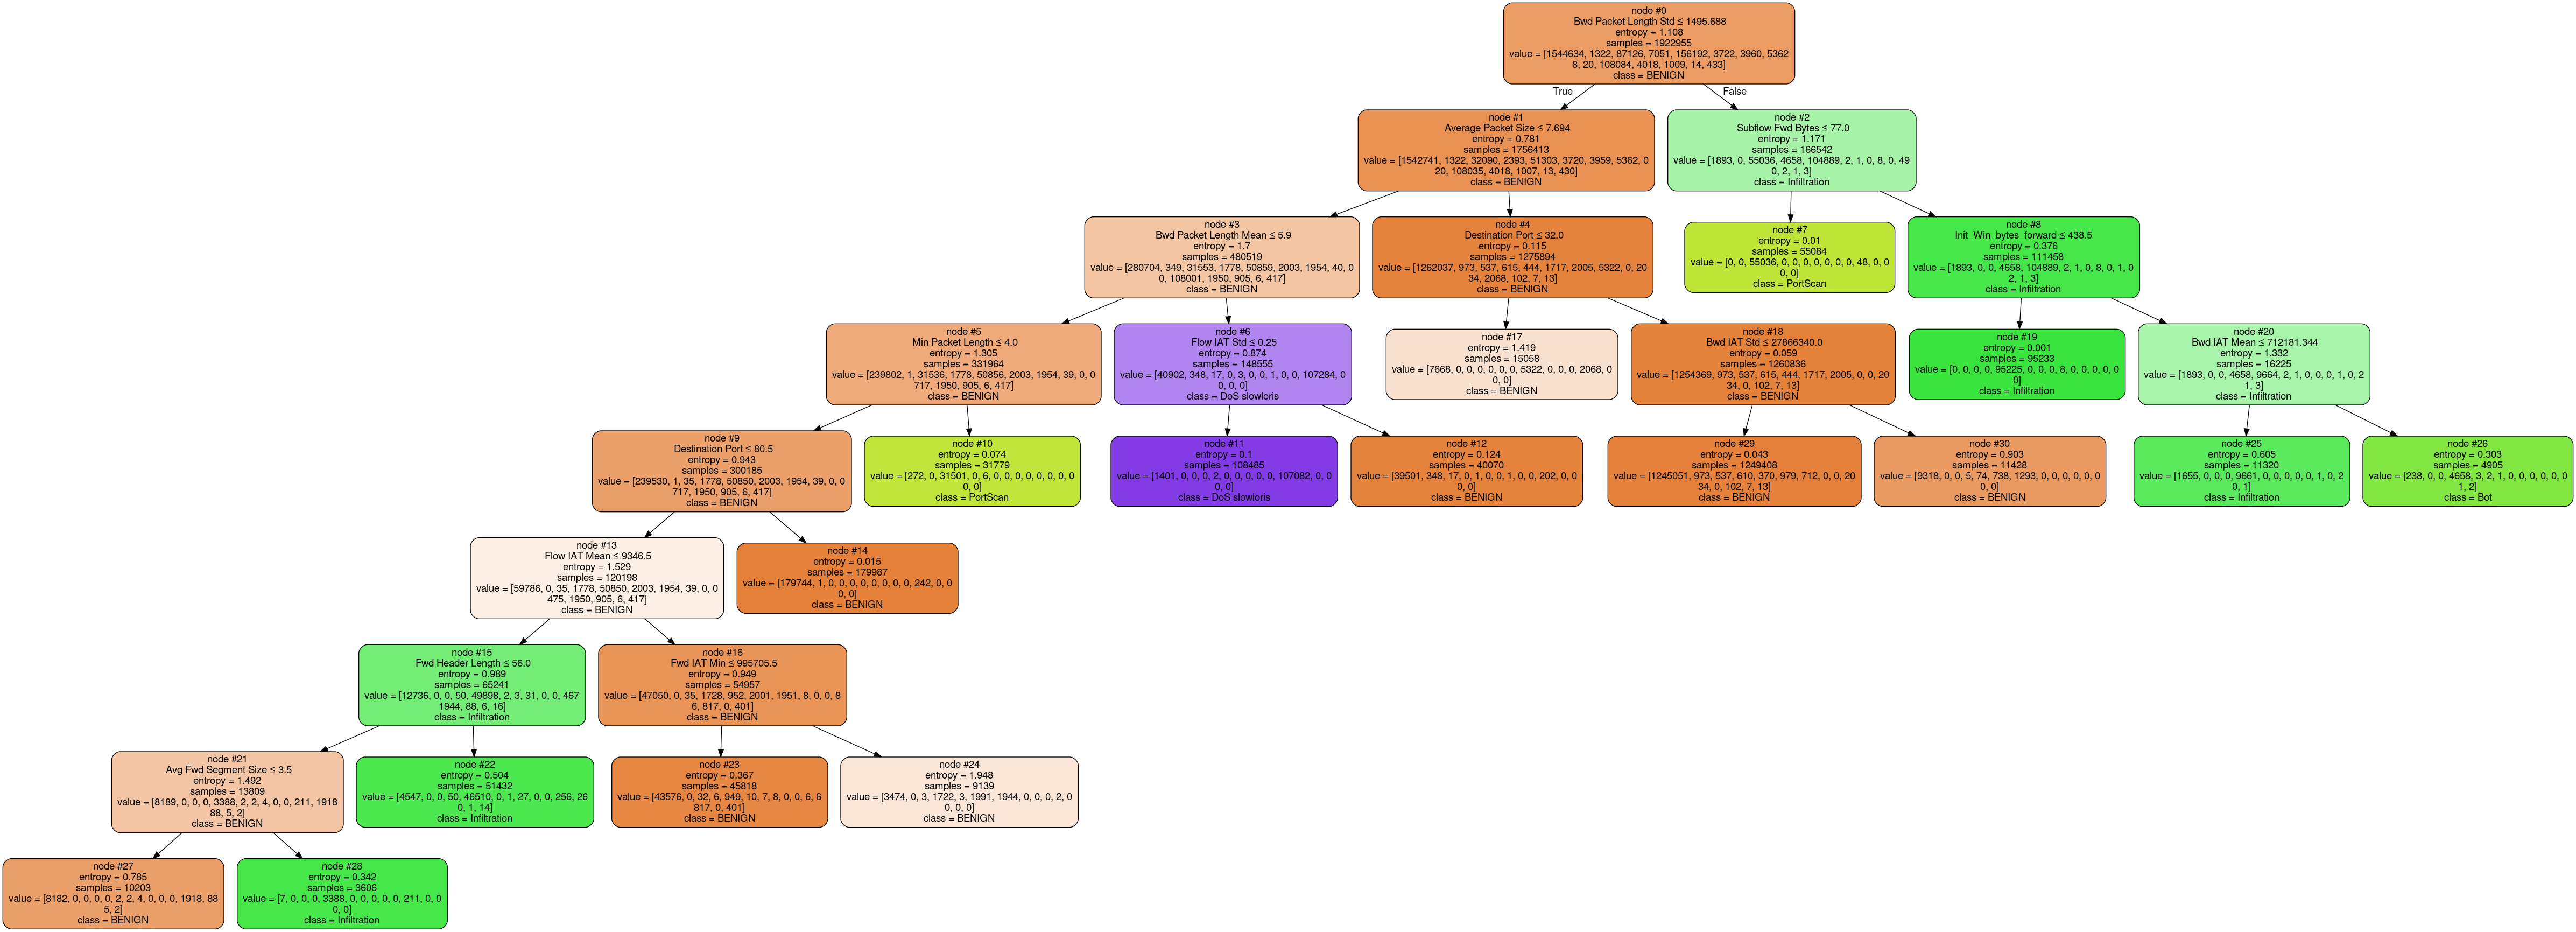 node #0
Bwd Packet Length Std ≤ 1495.688
entropy = 1.108
samples = 1922955
value = [1544634, 1322, 87126, 7051, 156192, 3722, 3960, 5362
8, 20, 108084, 4018, 1009, 14, 433]
class = BENIGN
True
False
node #1
Average Packet Size ≤ 7.694
entropy = 0.781
samples = 1756413
value = [1542741, 1322, 32090, 2393, 51303, 3720, 3959, 5362, 0
20, 108035, 4018, 1007, 13, 430]
class = BENIGN
node #2
Subflow Fwd Bytes ≤ 77.0
entropy = 1.171
samples = 166542
value = [1893, 0, 55036, 4658, 104889, 2, 1, 0, 8, 0, 49
0, 2, 1, 3]
class = Infiltration
node #3
Bwd Packet Length Mean ≤ 5.9
entropy = 1.7
samples = 480519
value = [280704, 349, 31553, 1778, 50859, 2003, 1954, 40, 0
0, 108001, 1950, 905, 6, 417]
class = BENIGN
node #4
Destination Port ≤ 32.0
entropy = 0.115
samples = 1275894
value = [1262037, 973, 537, 615, 444, 1717, 2005, 5322, 0, 20
34, 2068, 102, 7, 13]
class = BENIGN
node #7
entropy = 0.01
samples = 55084
value = [0, 0, 55036, 0, 0, 0, 0, 0, 0, 0, 48, 0, 0
0, 0]
class = PortScan
node #8
Init_Win_bytes_forward ≤ 438.5
entropy = 0.376
samples = 111458
value = [1893, 0, 0, 4658, 104889, 2, 1, 0, 8, 0, 1, 0
2, 1, 3]
class = Infiltration
node #5
Min Packet Length ≤ 4.0
entropy = 1.305
samples = 331964
value = [239802, 1, 31536, 1778, 50856, 2003, 1954, 39, 0, 0
717, 1950, 905, 6, 417]
class = BENIGN
node #6
Flow IAT Std ≤ 0.25
entropy = 0.874
samples = 148555
value = [40902, 348, 17, 0, 3, 0, 0, 1, 0, 0, 107284, 0
0, 0, 0]
class = DoS slowloris
node #17
entropy = 1.419
samples = 15058
value = [7668, 0, 0, 0, 0, 0, 0, 5322, 0, 0, 0, 2068, 0
0, 0]
class = BENIGN
node #18
Bwd IAT Std ≤ 27866340.0
entropy = 0.059
samples = 1260836
value = [1254369, 973, 537, 615, 444, 1717, 2005, 0, 0, 20
34, 0, 102, 7, 13]
class = BENIGN
node #19
entropy = 0.001
samples = 95233
value = [0, 0, 0, 0, 95225, 0, 0, 0, 8, 0, 0, 0, 0, 0
0]
class = Infiltration
node #20
Bwd IAT Mean ≤ 712181.344
entropy = 1.332
samples = 16225
value = [1893, 0, 0, 4658, 9664, 2, 1, 0, 0, 0, 1, 0, 2
1, 3]
class = Infiltration
node #9
Destination Port ≤ 80.5
entropy = 0.943
samples = 300185
value = [239530, 1, 35, 1778, 50850, 2003, 1954, 39, 0, 0
717, 1950, 905, 6, 417]
class = BENIGN
node #10
entropy = 0.074
samples = 31779
value = [272, 0, 31501, 0, 6, 0, 0, 0, 0, 0, 0, 0, 0
0, 0]
class = PortScan
node #11
entropy = 0.1
samples = 108485
value = [1401, 0, 0, 0, 2, 0, 0, 0, 0, 0, 107082, 0, 0
0, 0]
class = DoS slowloris
node #12
entropy = 0.124
samples = 40070
value = [39501, 348, 17, 0, 1, 0, 0, 1, 0, 0, 202, 0, 0
0, 0]
class = BENIGN
node #29
entropy = 0.043
samples = 1249408
value = [1245051, 973, 537, 610, 370, 979, 712, 0, 0, 20
34, 0, 102, 7, 13]
class = BENIGN
node #30
entropy = 0.903
samples = 11428
value = [9318, 0, 0, 5, 74, 738, 1293, 0, 0, 0, 0, 0, 0
0, 0]
class = BENIGN
node #25
entropy = 0.605
samples = 11320
value = [1655, 0, 0, 0, 9661, 0, 0, 0, 0, 0, 1, 0, 2
0, 1]
class = Infiltration
node #26
entropy = 0.303
samples = 4905
value = [238, 0, 0, 4658, 3, 2, 1, 0, 0, 0, 0, 0, 0
1, 2]
class = Bot
node #13
Flow IAT Mean ≤ 9346.5
entropy = 1.529
samples = 120198
value = [59786, 0, 35, 1778, 50850, 2003, 1954, 39, 0, 0
475, 1950, 905, 6, 417]
class = BENIGN
node #14
entropy = 0.015
samples = 179987
value = [179744, 1, 0, 0, 0, 0, 0, 0, 0, 0, 242, 0, 0
0, 0]
class = BENIGN
node #15
Fwd Header Length ≤ 56.0
entropy = 0.989
samples = 65241
value = [12736, 0, 0, 50, 49898, 2, 3, 31, 0, 0, 467
1944, 88, 6, 16]
class = Infiltration
node #16
Fwd IAT Min ≤ 995705.5
entropy = 0.949
samples = 54957
value = [47050, 0, 35, 1728, 952, 2001, 1951, 8, 0, 0, 8
6, 817, 0, 401]
class = BENIGN
node #21
Avg Fwd Segment Size ≤ 3.5
entropy = 1.492
samples = 13809
value = [8189, 0, 0, 0, 3388, 2, 2, 4, 0, 0, 211, 1918
88, 5, 2]
class = BENIGN
node #22
entropy = 0.504
samples = 51432
value = [4547, 0, 0, 50, 46510, 0, 1, 27, 0, 0, 256, 26
0, 1, 14]
class = Infiltration
node #23
entropy = 0.367
samples = 45818
value = [43576, 0, 32, 6, 949, 10, 7, 8, 0, 0, 6, 6
817, 0, 401]
class = BENIGN
node #24
entropy = 1.948
samples = 9139
value = [3474, 0, 3, 1722, 3, 1991, 1944, 0, 0, 0, 2, 0
0, 0, 0]
class = BENIGN
node #27
entropy = 0.785
samples = 10203
value = [8182, 0, 0, 0, 0, 2, 2, 4, 0, 0, 0, 1918, 88
5, 2]
class = BENIGN
node #28
entropy = 0.342
samples = 3606
value = [7, 0, 0, 0, 3388, 0, 0, 0, 0, 0, 211, 0, 0
0, 0]
class = Infiltration